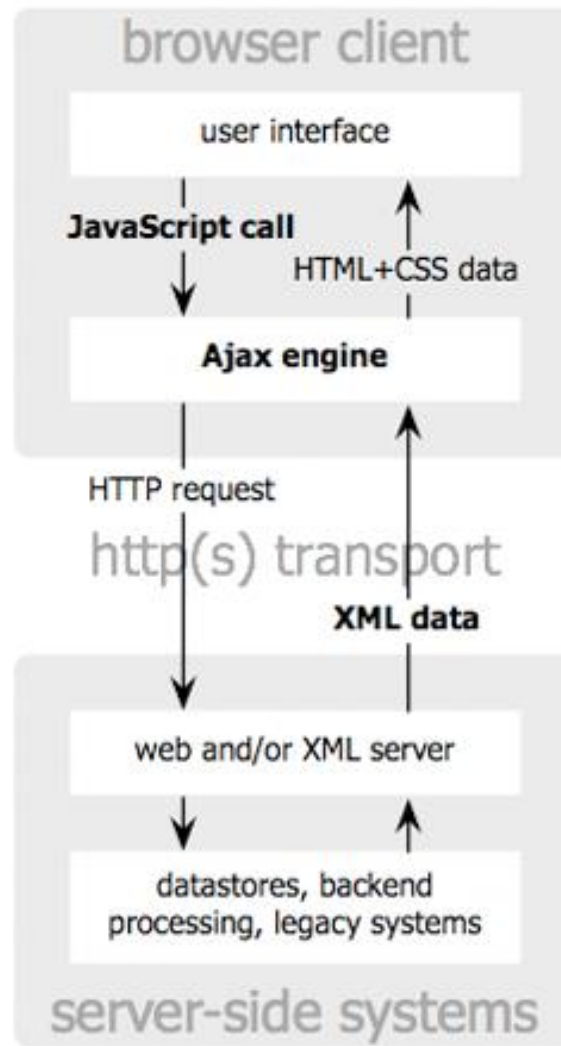 browser client
user interface
JavaScript call
HTML+CSS data
Ajax engine
HTTP request
http(s) transport
XML data
web and/or XML server
datastores, backend
processing, legacy systems
server-side systems